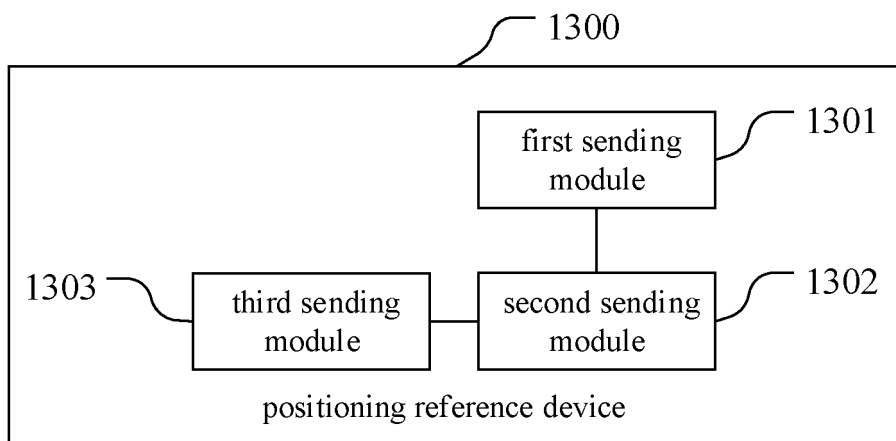 1300
first sending
module
1301
1303
third sending
module
second sending
module
1302
positioning reference device